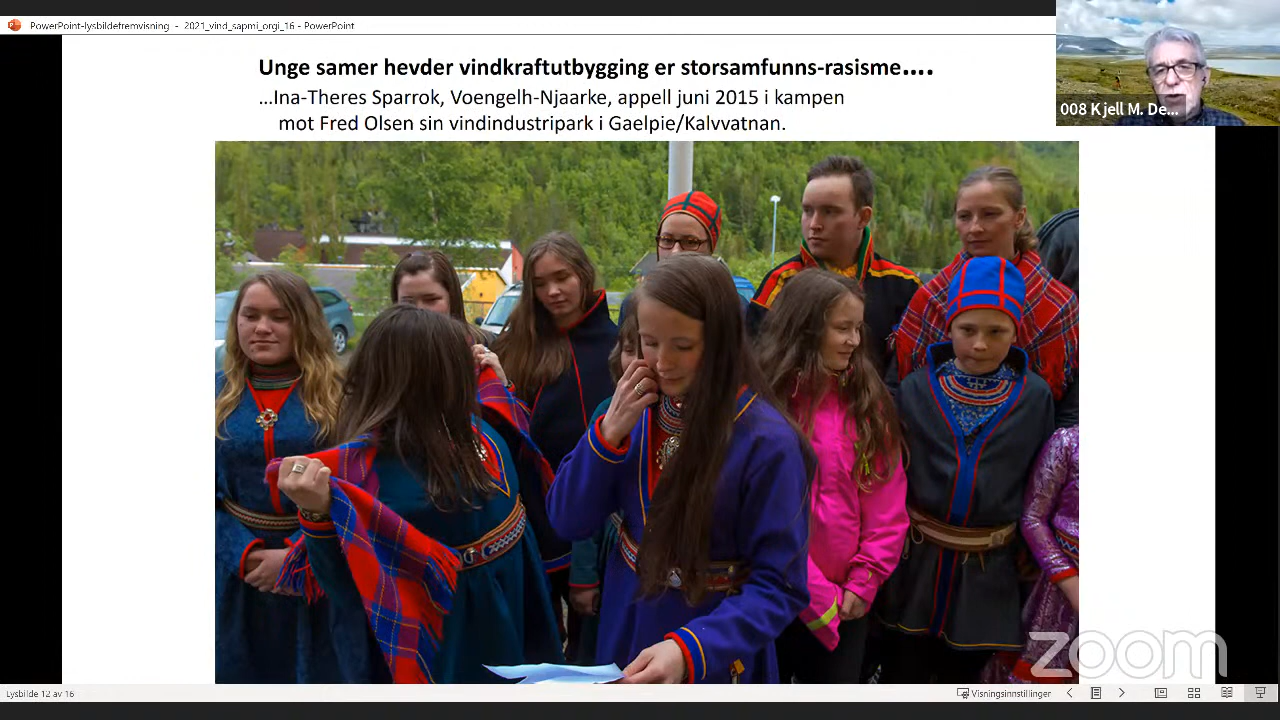 PowerPoint-lysbildefremvisning - 2021_vind_sapmi_orgi_16 - PowerPoint
Unge samer hevder vindkraftutbygging er storsamfunns-rasisme….
…Ina-Theres Sparrok, Voengelh-Njaarke, appell juni 2015 i kampen
mot Fred Olsen sin vindindustripark i Gaelpie/Kalvvatnan.
008 Kjell M. De...
zoom
Lysbilde 12 av 16
Visningsinnstillinger